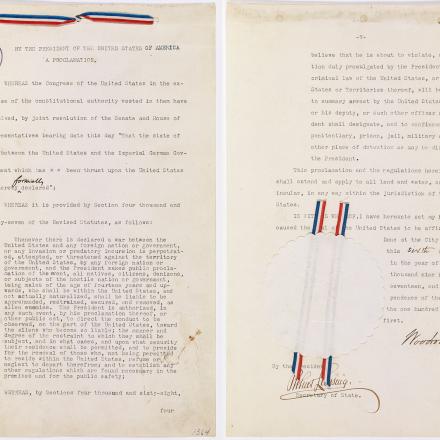 BY THE PRESIDENT OF THE UNITED STATES OF AMERICA
A PROCLAMATION.
WHEREAS the Congress of the United States in the ex-
se of the constitutional authority vested in them have
lved, by joint resolution of the Senate and House of
resentatives bearing date this day "That the state of
between the United States and the Imperial German Gov-
ent which has * * been thrust upon the United States
formally
ereby declared";
WHEREAS it is provided by Section four thousand and
y-seven of the Revised Statutes, as follows:
Whenever there is declared a war between the
United States and any foreign nation or government,
or any invasion or predatory incursion is perpetrat-
ed, attempted, or threatened against the territory
of the United States, by any foreign nation or
government, and the President makes public procla-
mation of the event, all natives, citizens, denizens,
or subjects of the hostile nation or government,
being males of the age of fourteen years and up-
wards, who shall be within the United States, and
not actually naturalized, shall be liable to be
apprehended, restrained, secured, and removed, as
alien enemies. The President is authorized, in
any such event, by his proclamation thereof, or
other public act, to direct the conduct to be
observed, on the part of the United States, toward
the aliens who become so liable; the manner and
degree of the restraint to which they shall be
subject, and in what cases, and upon what security
their residence shall be permitted, and to provide
for the removal of those who, not being permitted
to reside within the United States, refuse or
neglect to depart therefrom; and to establish any
other regulations which are found necessary in the
premises and for the public safety;
WHEREAS, by Sections four thousand and sixty-eight,
four
1364
believe that he is about to violate,
tion duly promulgated by the President
criminal law of the United States, or
States or Territories thereof, will be
to summary arrest by the United States
or his deputy, or such other officer
dent shall designate, and to confinement
penitentiary, prison, jail, military
other place of detention as may be di
the President.
This proclamation and the regulations herein
shall extend and apply to all land and water,
insular, in any way within the jurisdiction of the
States.
IN WHEREOF, I have hereunto set my
caused the of the United States to be affi
Done at the City
this sixth
in the year of
thousand nine
seventeen, and
pendence of the
the one hundred
first.
Woodro
By the President:
Robert Lansing
Secretary of State.